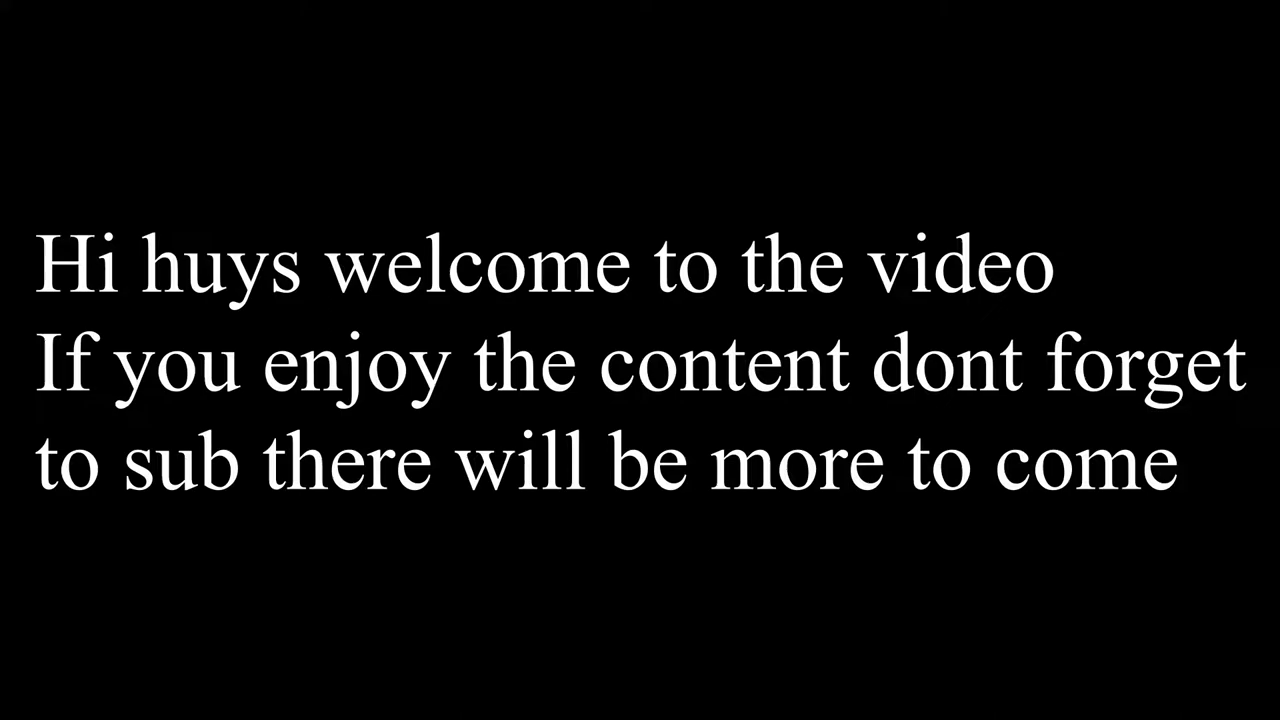 Hi huys welcome to the video
If you enjoy the content dont forget
to sub there will be more to come